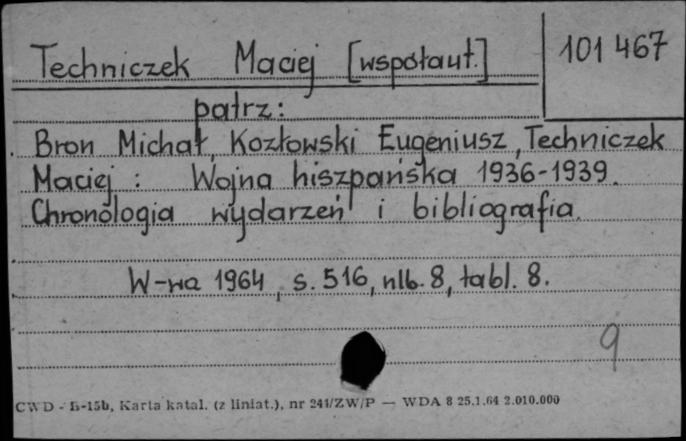 Techniczek Maciej [współaut.] 101 467
patrz:
Bron Michał, Kozłowski Eugeniusz, Techniczek
Maciej : Wojna hiszpańska 1936-1939.
Chronologia wydarzeń i bibliografia.
W-wa 1964, s. 516, nlb. 8, tabl. 8.
9
CWD - B-15b, Karta katal. (z liniat.), nr 241/ZW/P — WDA 8 25.1.64 2.010.000